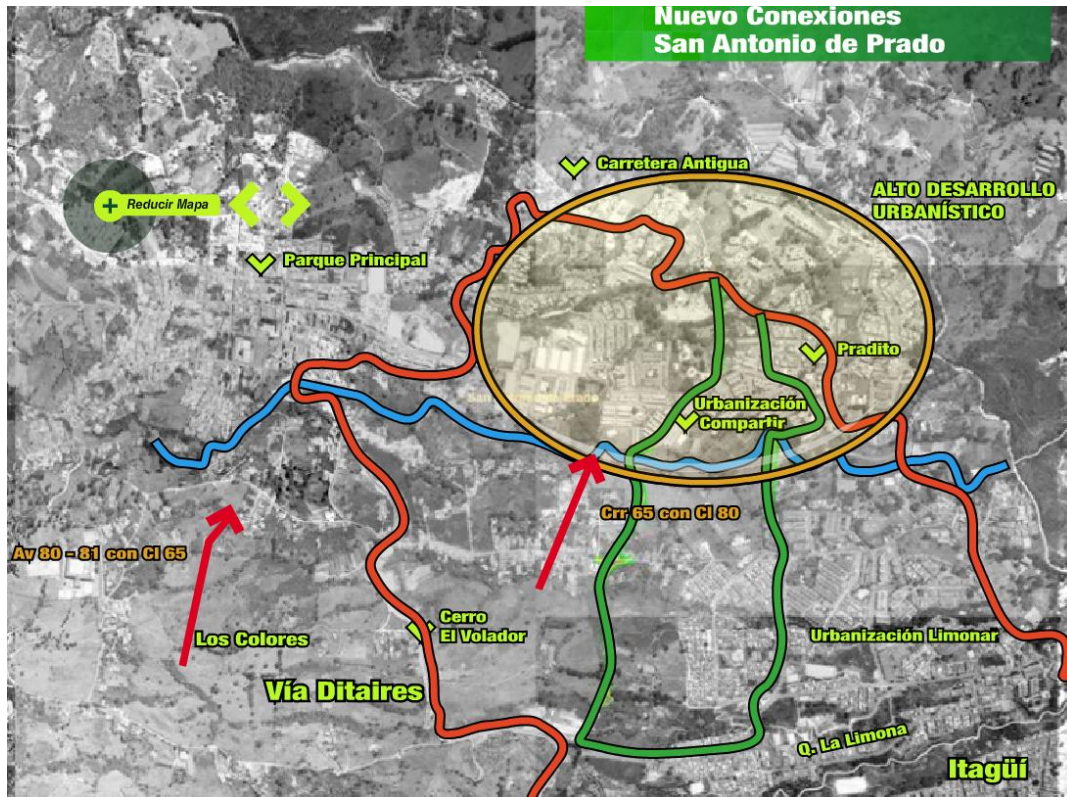 Nuevo Conexiones
San Antonio de Prado
Carretera Antigua
ALTO DESARROLLO
URBANÍSTICO
Reducir Mapa
Parque Principal
Pradito
Urbanización
Compartir
Crr 65 con Cl 80
Av 80 - 81 con Cl 65
Cerro
El Volador
Los Colores
Urbanización Limonar
Vía Ditaires
Q. La Limona
Itagüí